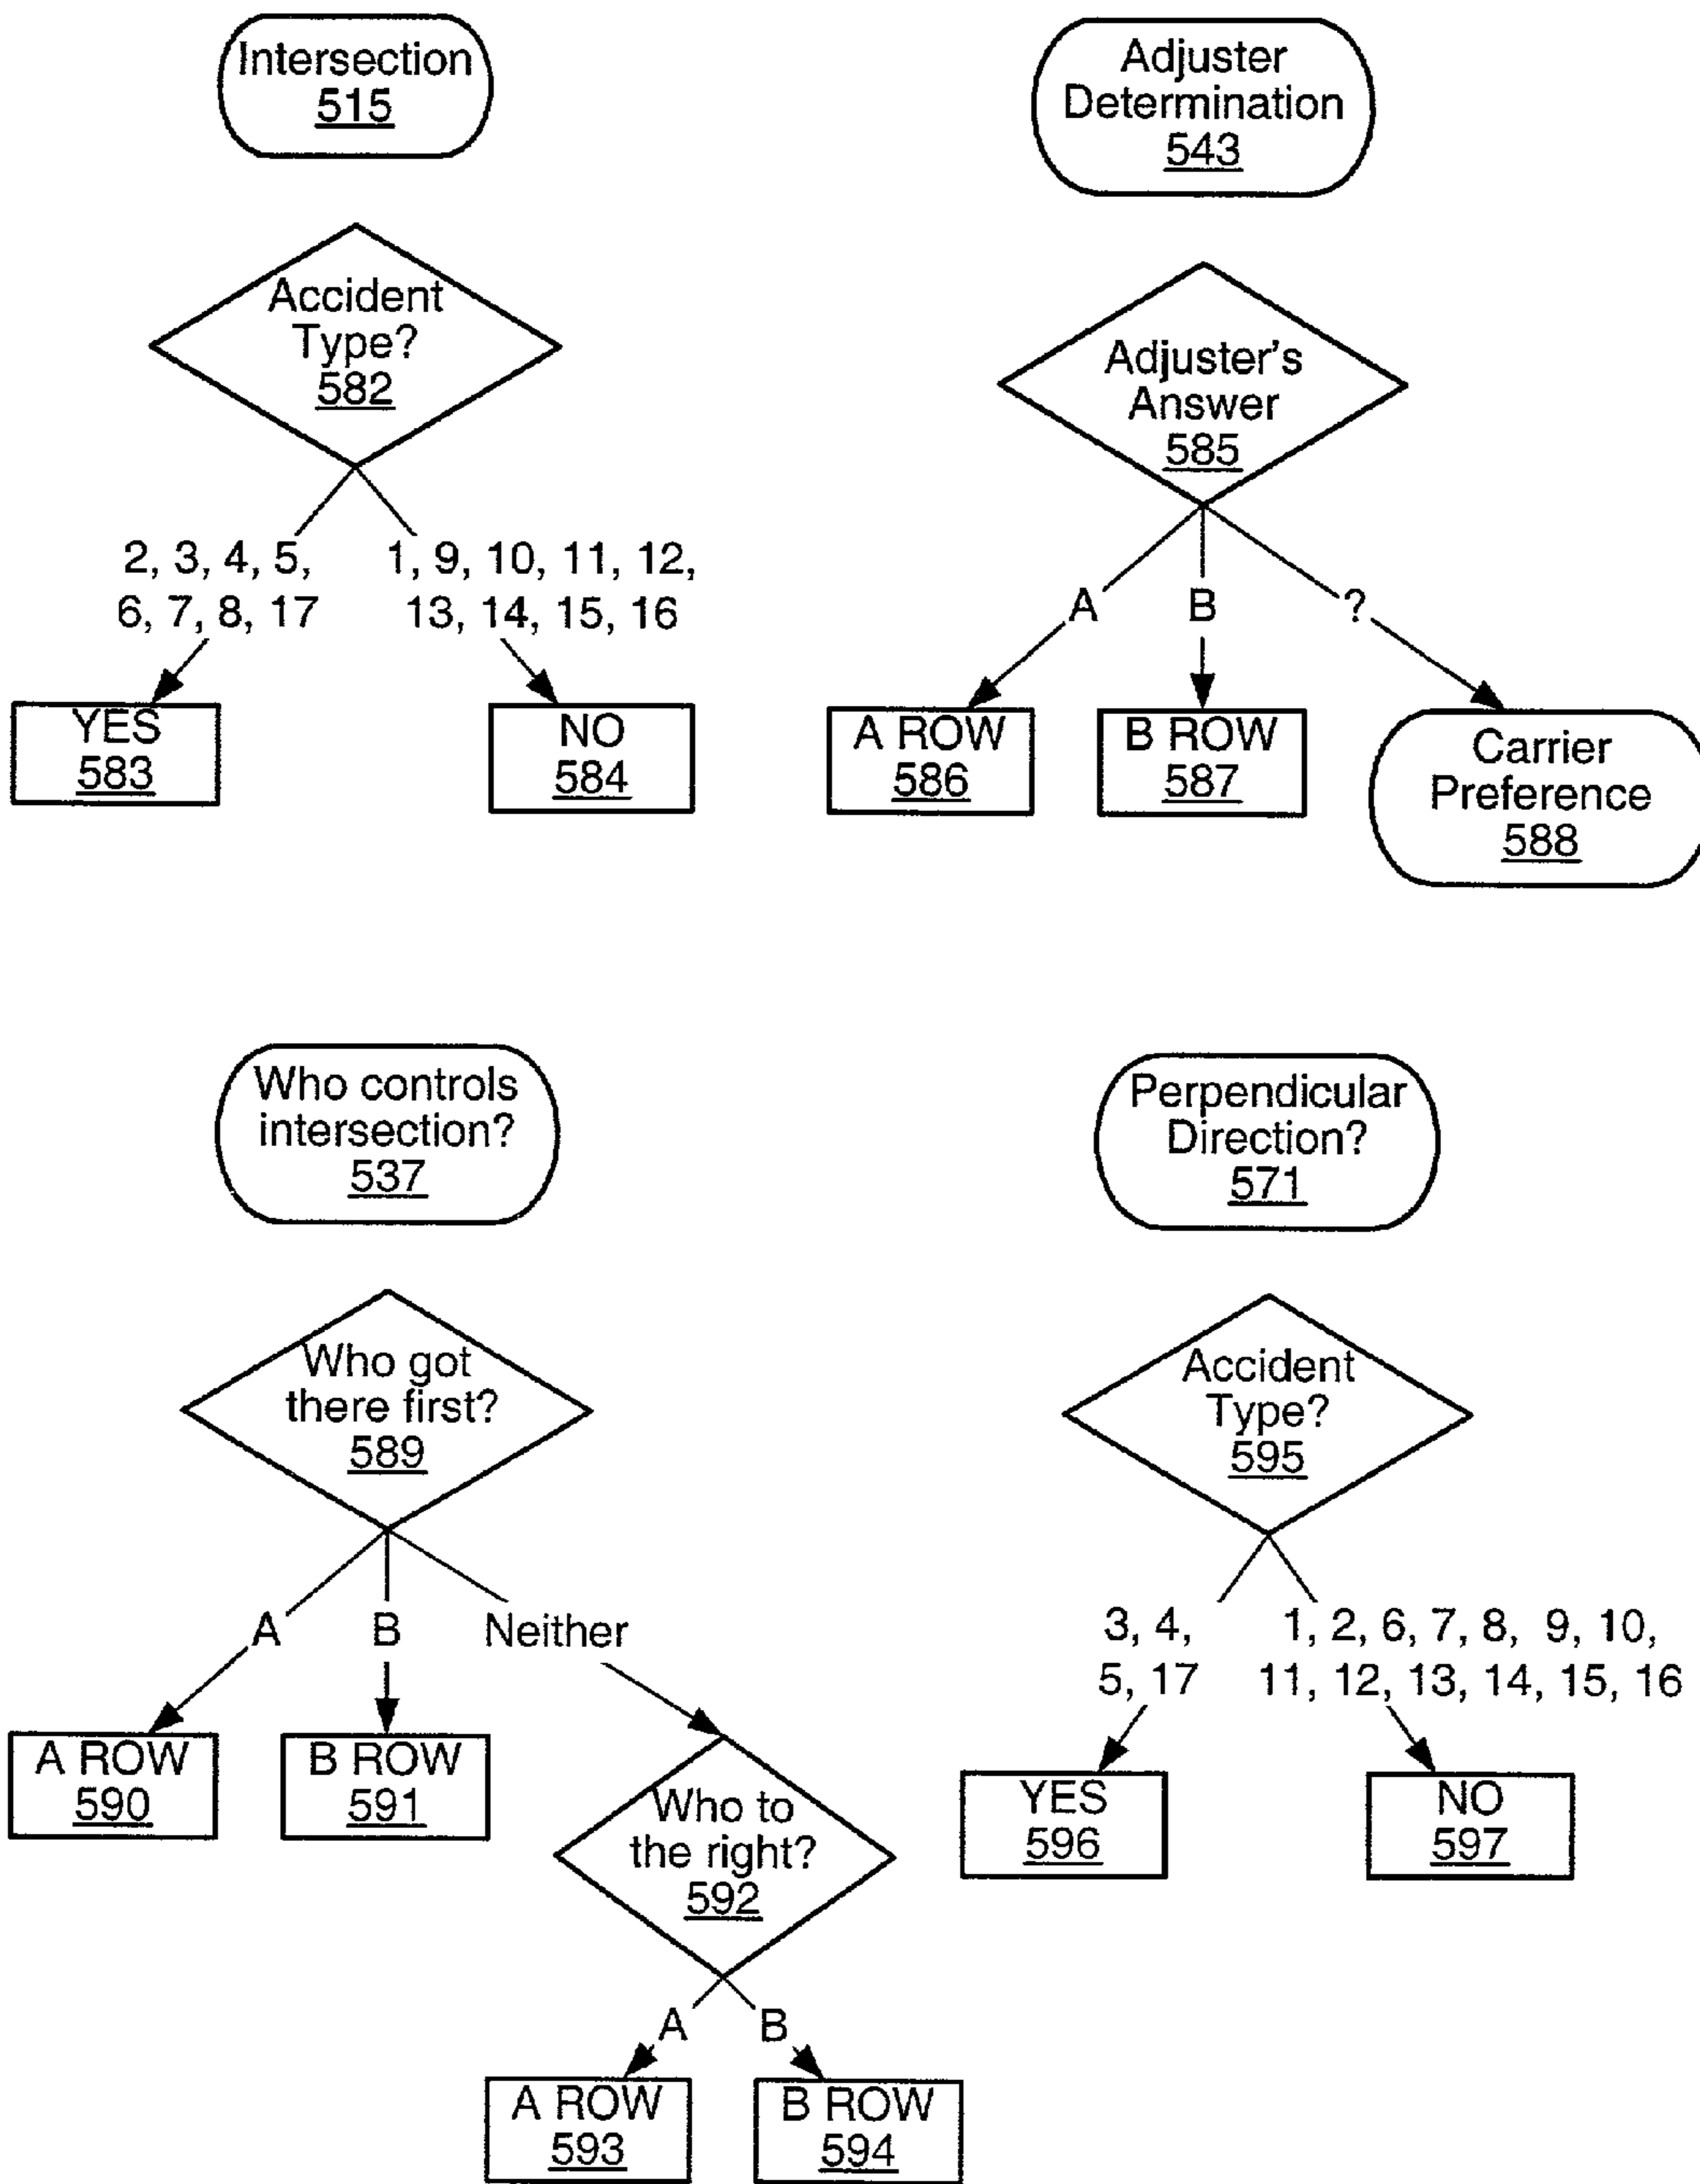 Intersection
515
Accident
Type?
582
2, 3, 4, 5,
6, 7, 8, 17
1, 9, 10, 11, 12,
13, 14, 15, 16
YES
583
NO
584
Adjuster
Determination
543
Adjuster's
Answer
585
A
B
?
A ROW
586
B ROW
587
Carrier
Preference
588
Who controls
intersection?
537
Who got
there first?
589
A
B
Neither
A ROW
590
B ROW
591
Who to
the right?
592
A
B
A ROW
593
B ROW
594
Perpendicular
Direction?
571
Accident
Type?
595
3, 4,
5, 17
1, 2, 6, 7, 8, 9, 10,
11, 12, 13, 14, 15, 16
YES
596
NO
597